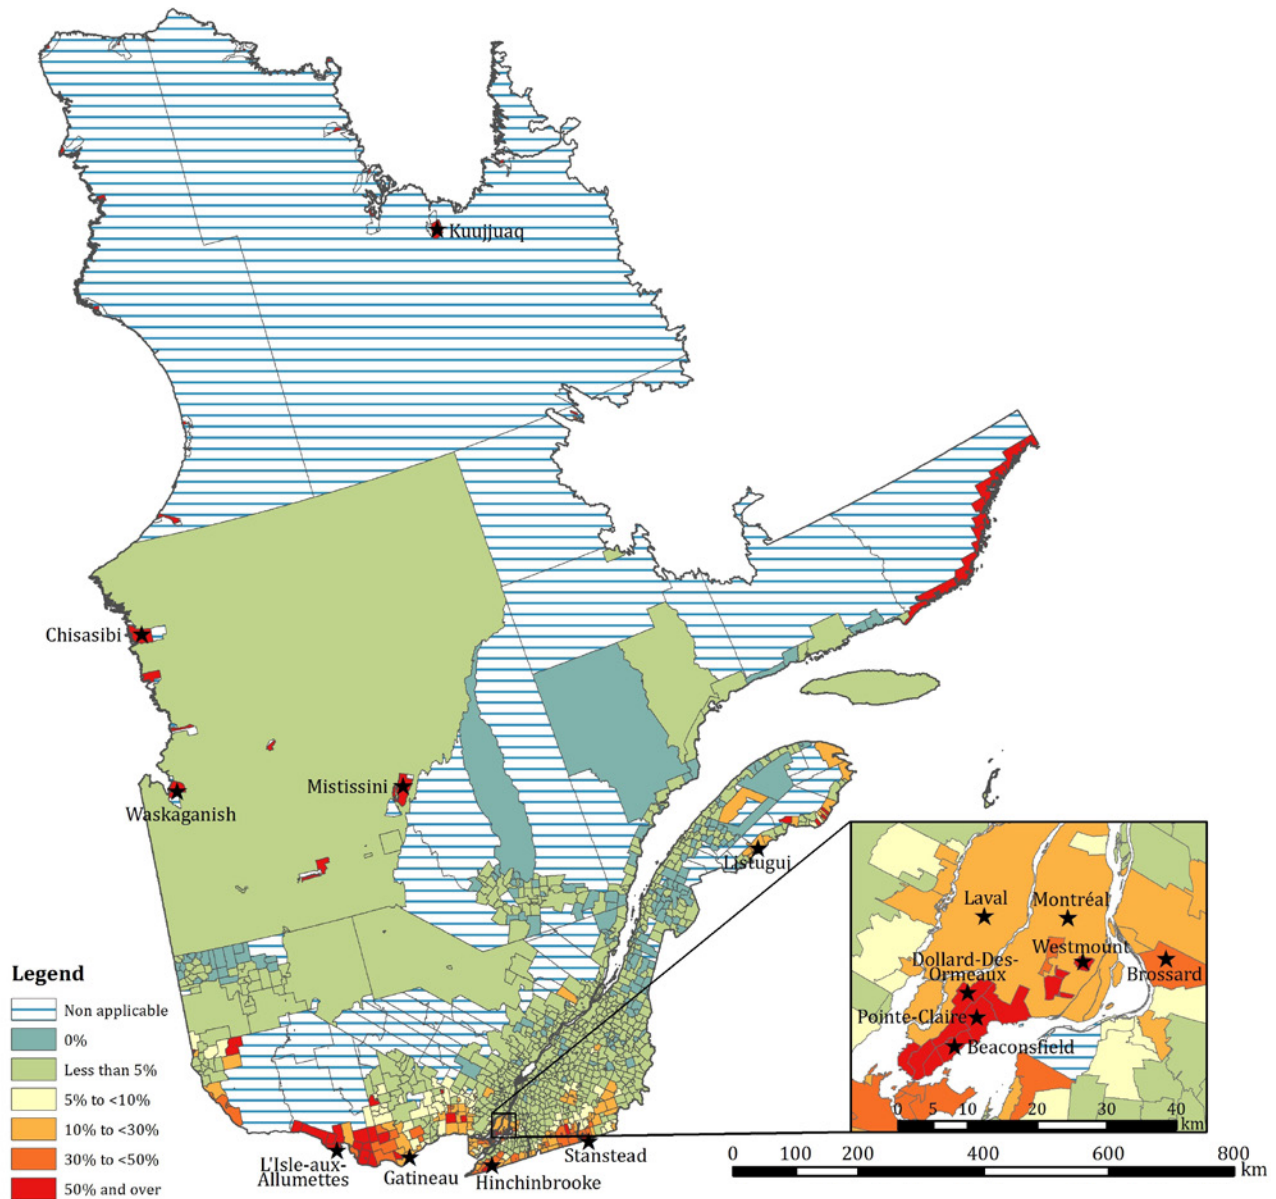 Kuujjuaq
Chisasibi
Mistissini
Waskaganish
Listuguj
Laval
Montréal
Westmount
Dollard-Des-
Ormeaux
Brossard
Pointe-Claire
Beaconsfield
0 5 10 20 30 40
km
Legend
Non applicable
0%
Less than 5%
5% to <10%
10% to <30%
30% to <50%
50% and over
L'Isle-aux-
Allumettes
Gatineau
Hinchinbrooke
Stanstead
0 100 200 400 600 800
km